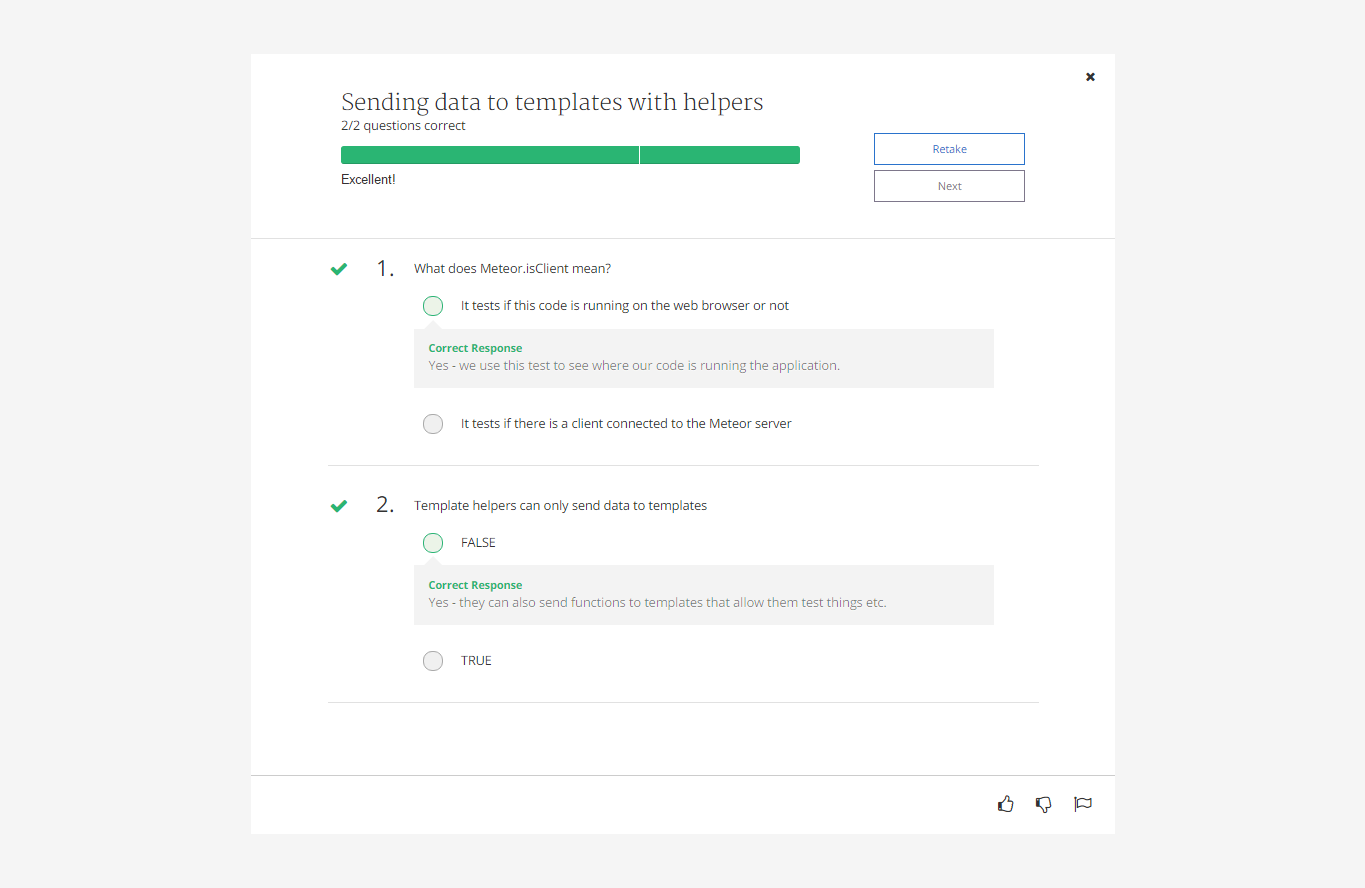 Sending data to templates with helpers
2/2 questions correct
Excellent!
Retake
Next
1. What does Meteor.isClient mean?
It tests if this code is running on the web browser or not
Correct Response
Yes - we use this test to see where our code is running the application.
It tests if there is a client connected to the Meteor server
2. Template helpers can only send data to templates
FALSE
Correct Response
Yes - they can also send functions to templates that allow them test things etc.
TRUE